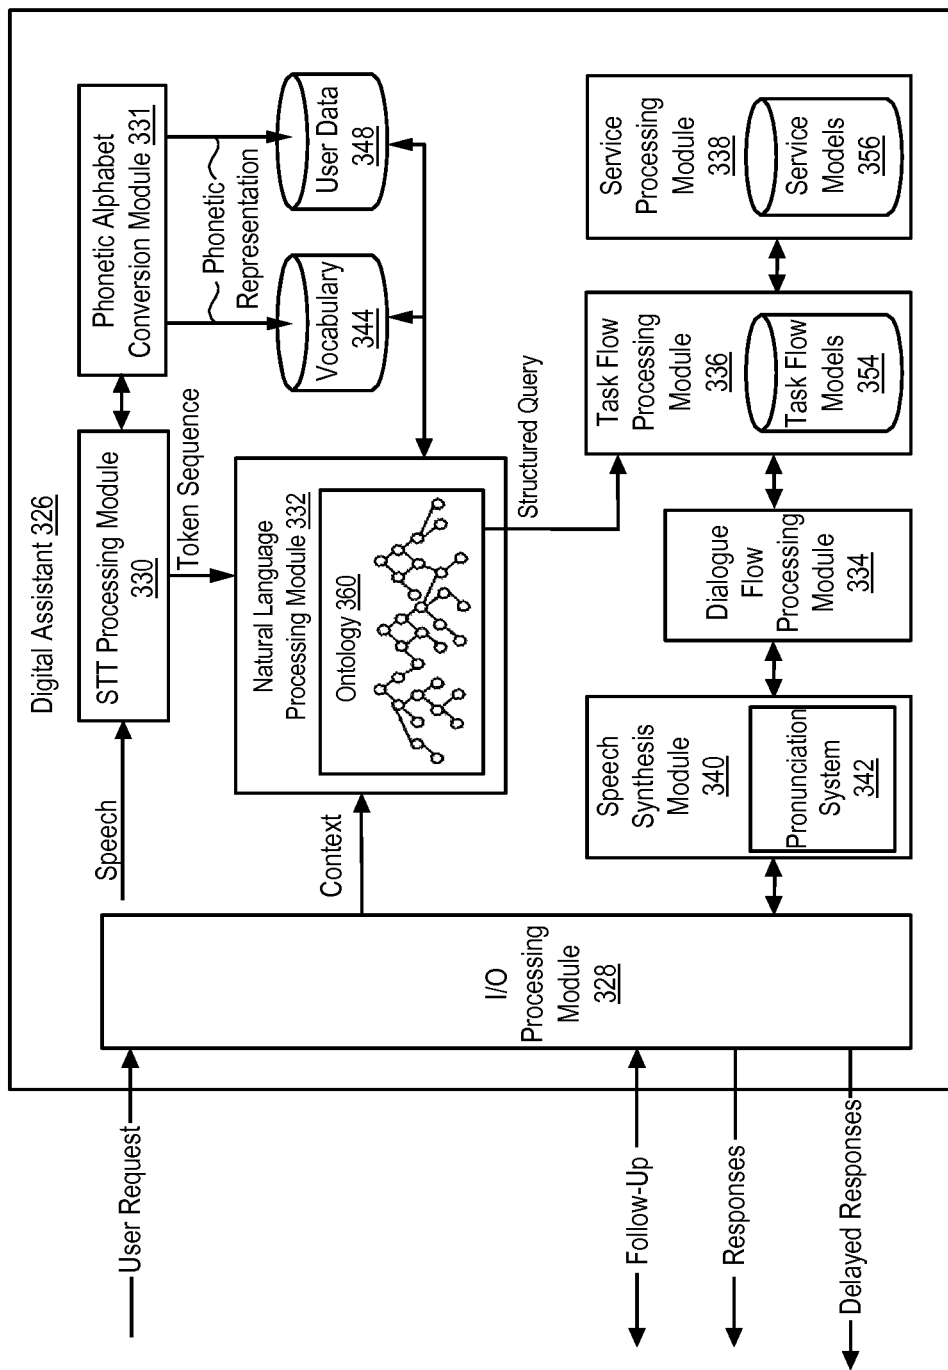 Digital Assistant 326
User Request
Follow-Up
Responses
Delayed Responses
I/O
Processing
Module
328
Speech
Context
STT Processing Module
330
Token Sequence
Phonetic Alphabet
Conversion Module 331
Phonetic
Representation
Vocabulary
344
User Data
348
Natural Language
Processing Module 332
Ontology 360
Structured Query
Speech
Synthesis
Module
340
Pronunciation
System
342
Dialogue
Flow
Processing
Module
334
Task Flow
Processing
Module
336
Task Flow
Models
354
Service
Processing
Module
338
Service
Models
356